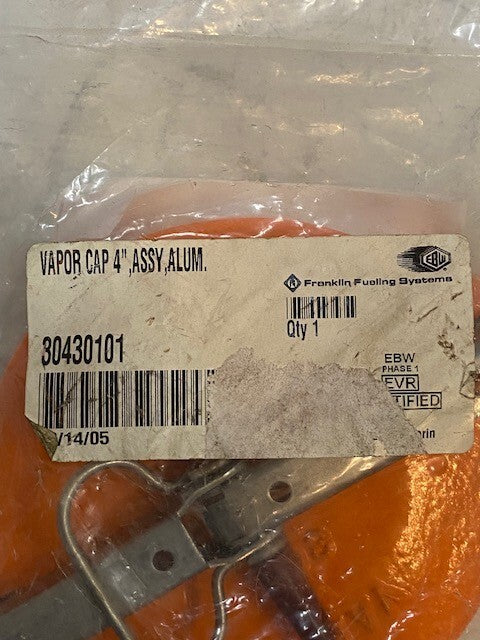 VAPOR CAP 4",ASSY,ALUM.
EBW
Franklin Fueling Systems
Qty 1
30430101
EBW
PHASE 1
EVR
TIFIED
/14/05
rin